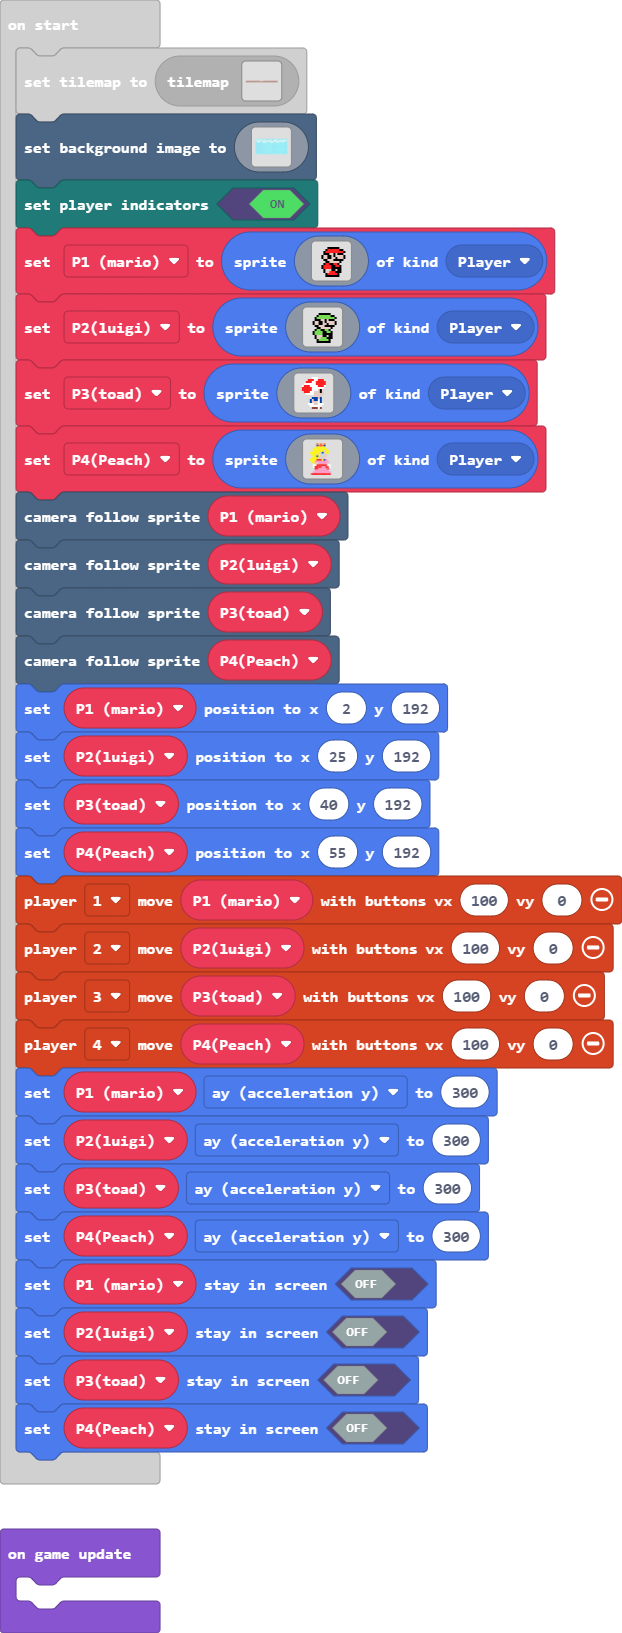 on start
set tilemap to tilemap
set background image to
set player indicators ON
set P1 (mario) to sprite of kind Player
set P2(luigi) to sprite of kind Player
set P3(toad) to sprite of kind Player
set P4(Peach) to sprite of kind Player
camera follow sprite P1 (mario)
camera follow sprite P2(luigi)
camera follow sprite P3(toad)
camera follow sprite P4(Peach)
set P1 (mario) position to x 2 y 192
set P2(luigi) position to x 25 y 192
set P3(toad) position to x 40 y 192
set P4(Peach) position to x 55 y 192
player 1 move P1 (mario) with buttons vx 100 vy 0
player 2 move P2(luigi) with buttons vx 100 vy 0
player 3 move P3(toad) with buttons vx 100 vy 0
player 4 move P4(Peach) with buttons vx 100 vy 0
set P1 (mario) ay (acceleration y) to 300
set P2(luigi) ay (acceleration y) to 300
set P3(toad) ay (acceleration y) to 300
set P4(Peach) ay (acceleration y) to 300
set P1 (mario) stay in screen OFF
set P2(luigi) stay in screen OFF
set P3(toad) stay in screen OFF
set P4(Peach) stay in screen OFF
on game update